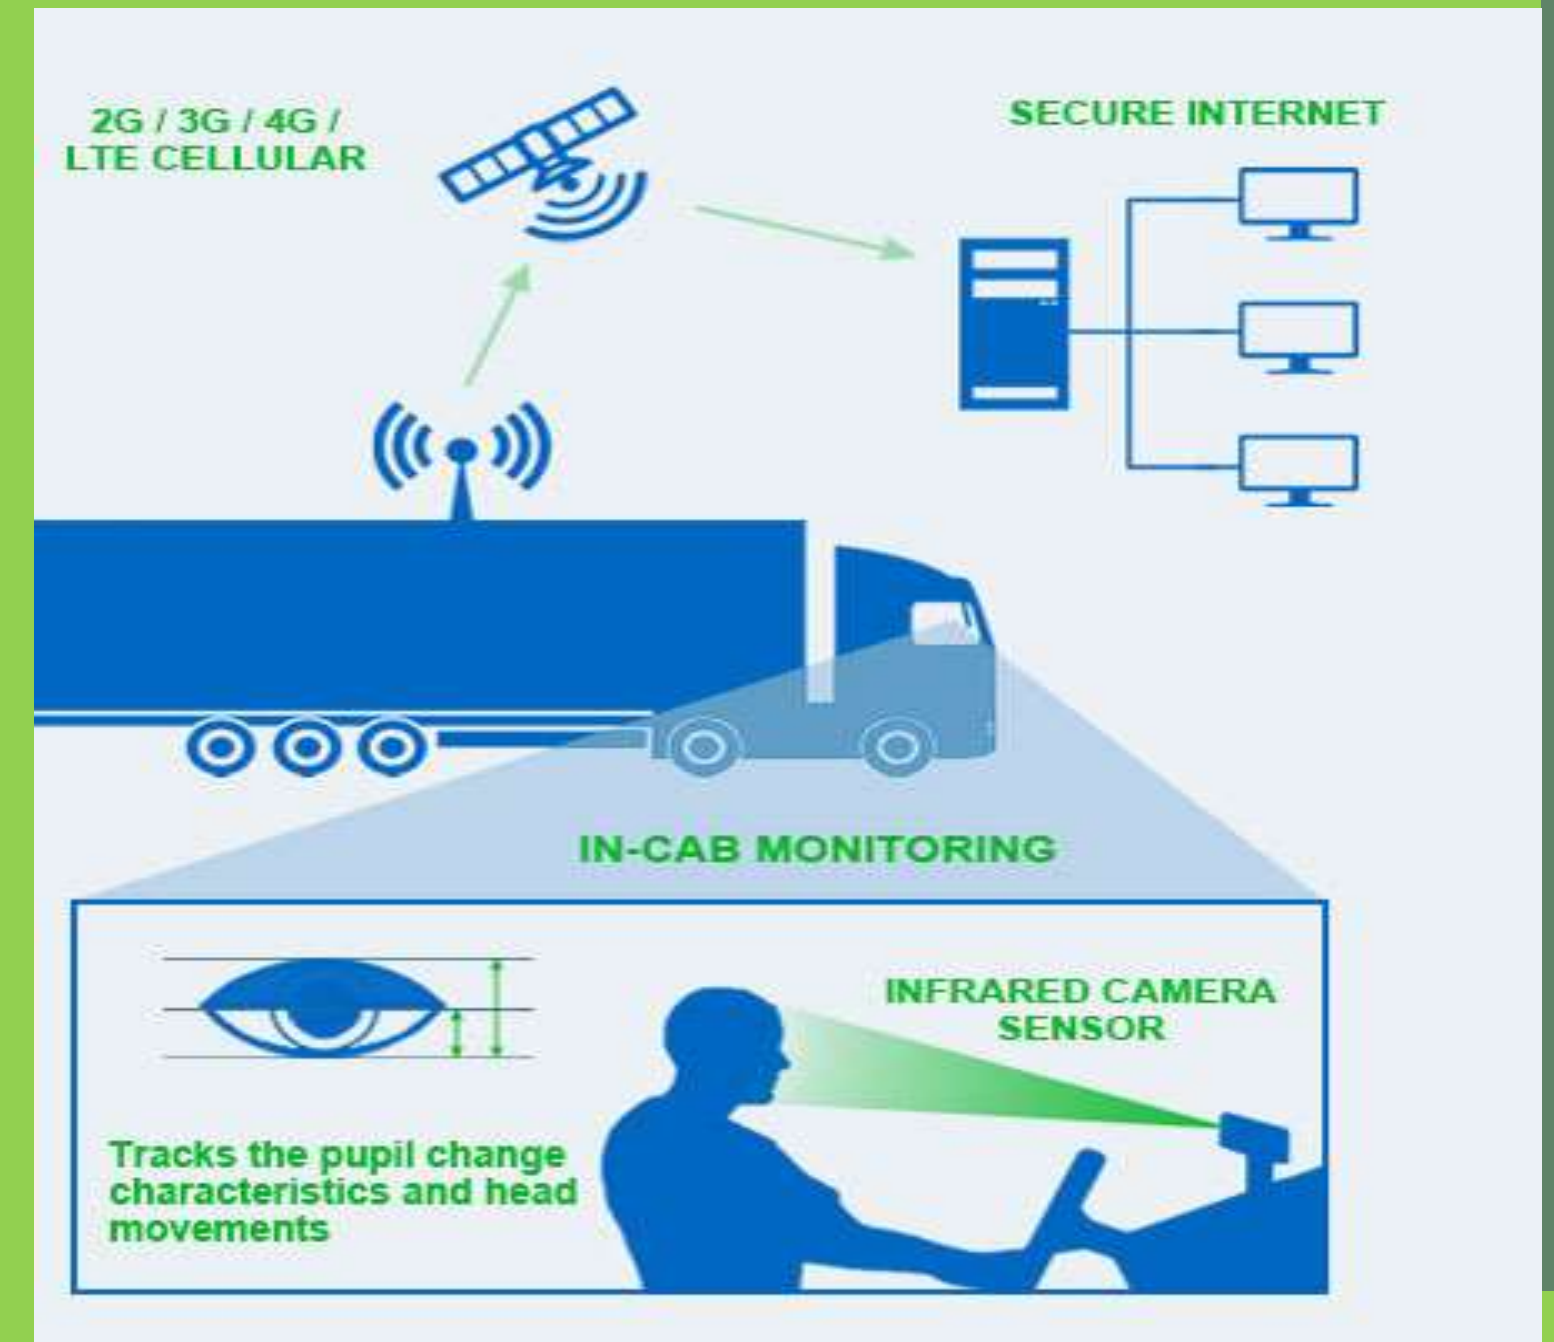 2G / 3G / 4G /
LTE CELLULAR
SECURE INTERNET
IN-CAB MONITORING
INFRARED CAMERA
SENSOR
Tracks the pupil change
characteristics and head
movements